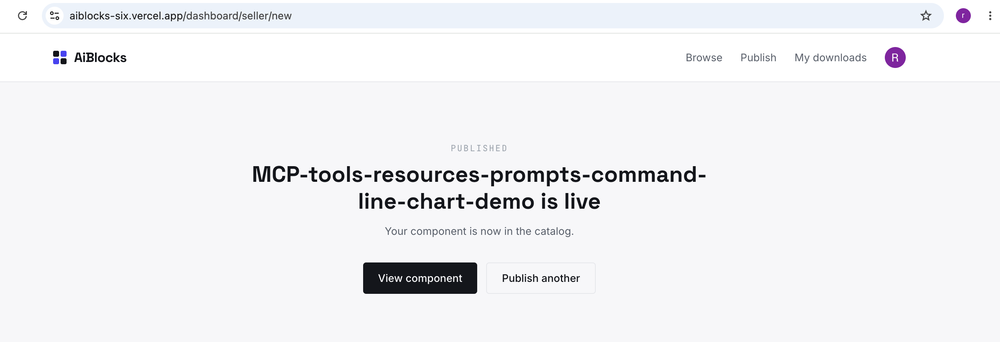 aiblocks-six.vercel.app/dashboard/seller/new
r
AiBlocks
Browse
Publish
My downloads
R
PUBLISHED
MCP-tools-resources-prompts-command-
line-chart-demo is live
Your component is now in the catalog.
View component
Publish another